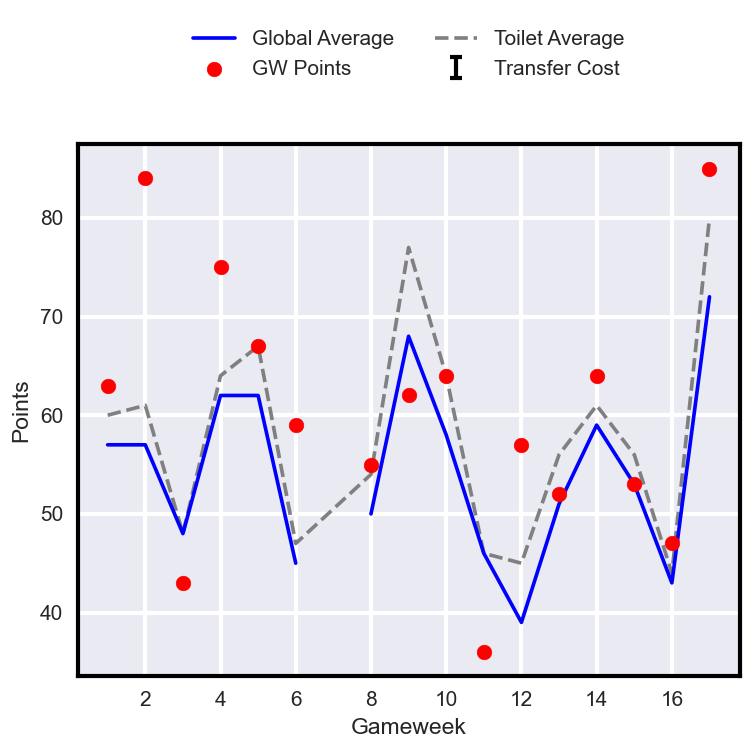 Global Average
Toilet Average
GW Points
Transfer Cost
80
70
60
50
40
Points
2 4 6 8 10 12 14 16
Gameweek